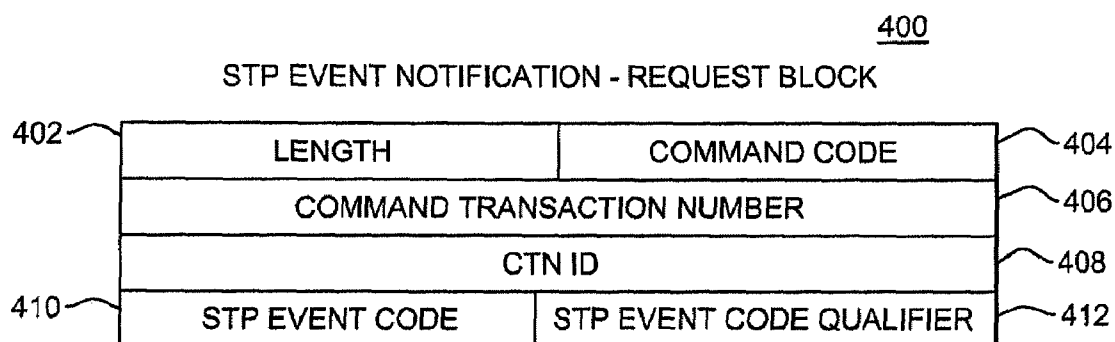 400
STP EVENT NOTIFICATION - REQUEST BLOCK
402 LENGTH COMMAND CODE 404
COMMAND TRANSACTION NUMBER 406
CTN ID 408
410 STP EVENT CODE STP EVENT CODE QUALIFIER 412